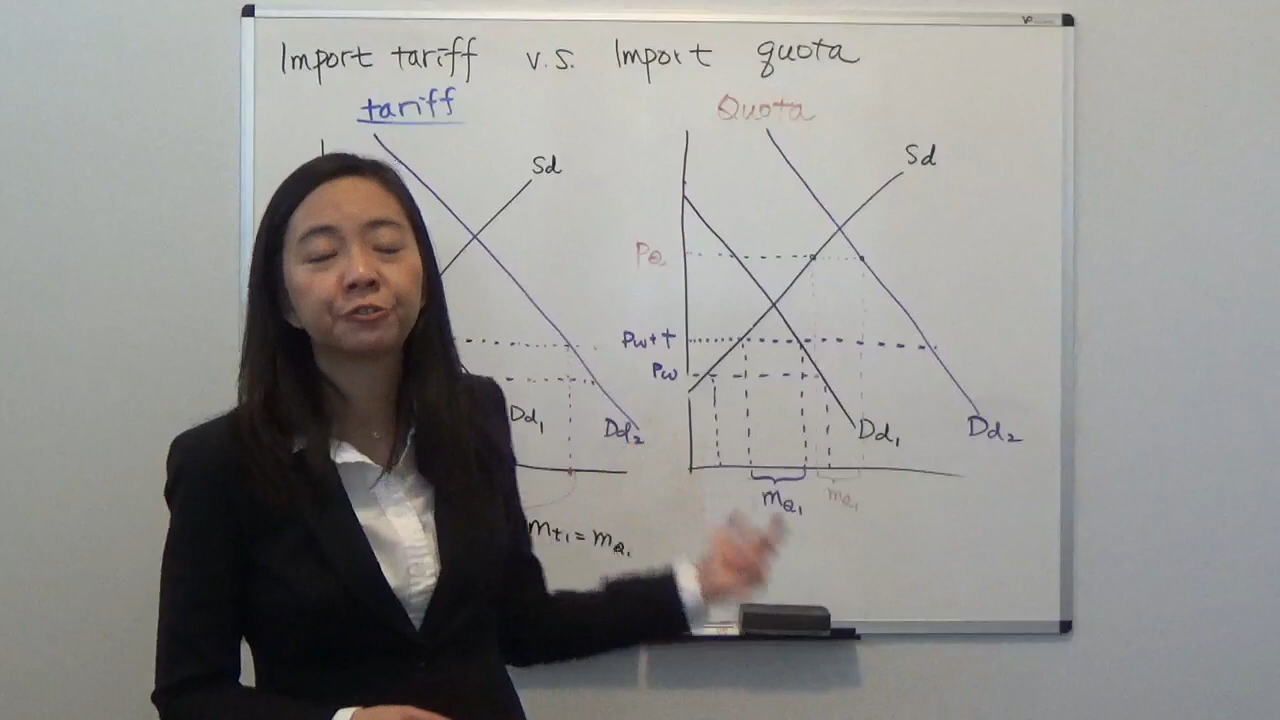 Import tariff v.s. Import quota
tariff
Quota
Sd
Dd₁
Dd₂
mt₁ = mQ₁
Sd
PQ
Pw+t
Pw
Dd₁
Dd₂
mQ₁
mQ₁